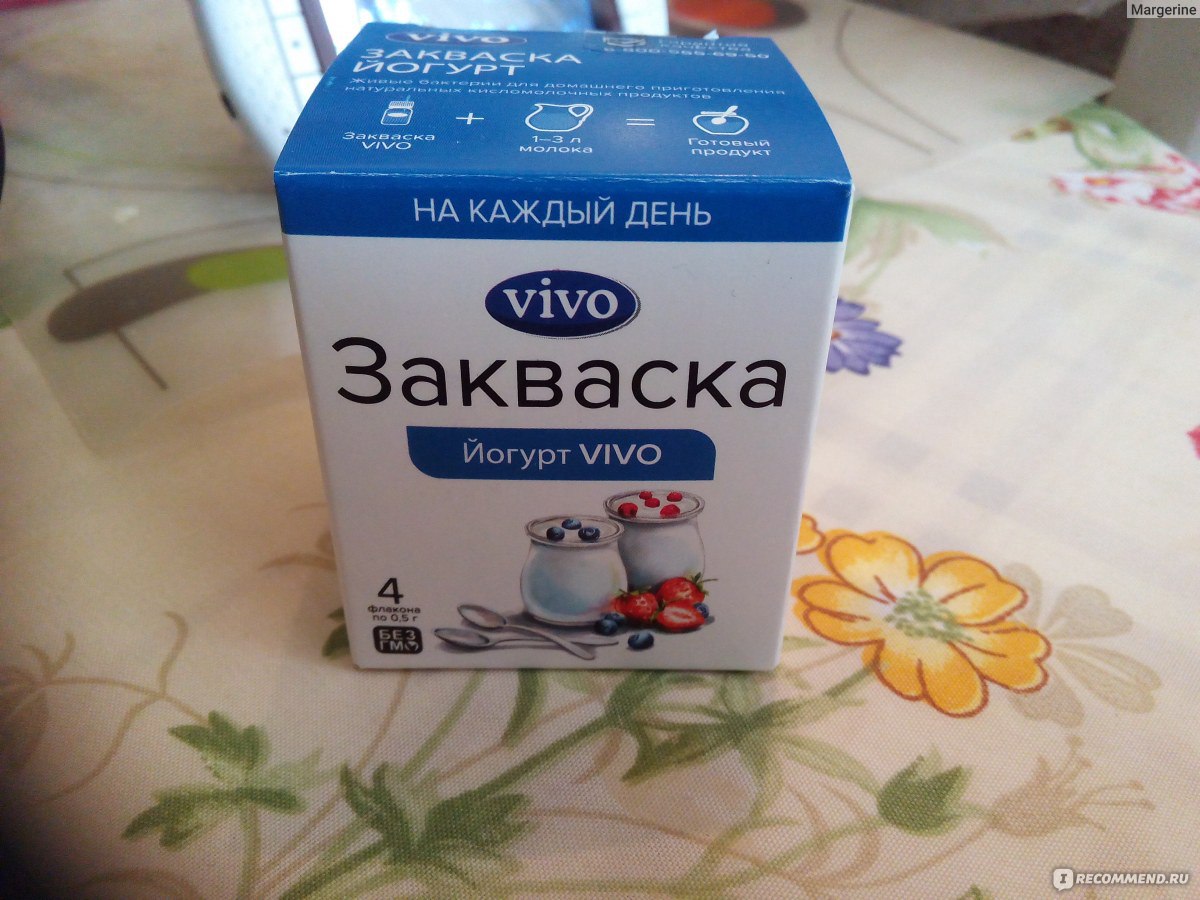 Margerine
vivo
ЗАКВАСКА
ЙОГУРТ
Живые бактерии для домашнего приготовления
натуральных кисломолочных продуктов
Закваска
VIVO
+
1–3 л
молока
=
Готовый
продукт
НА КАЖДЫЙ ДЕНЬ
vivo
Закваска
Йогурт VIVO
4
флакона
по 0,5 г
БЕЗ
ГМО
IRECOMMEND.RU